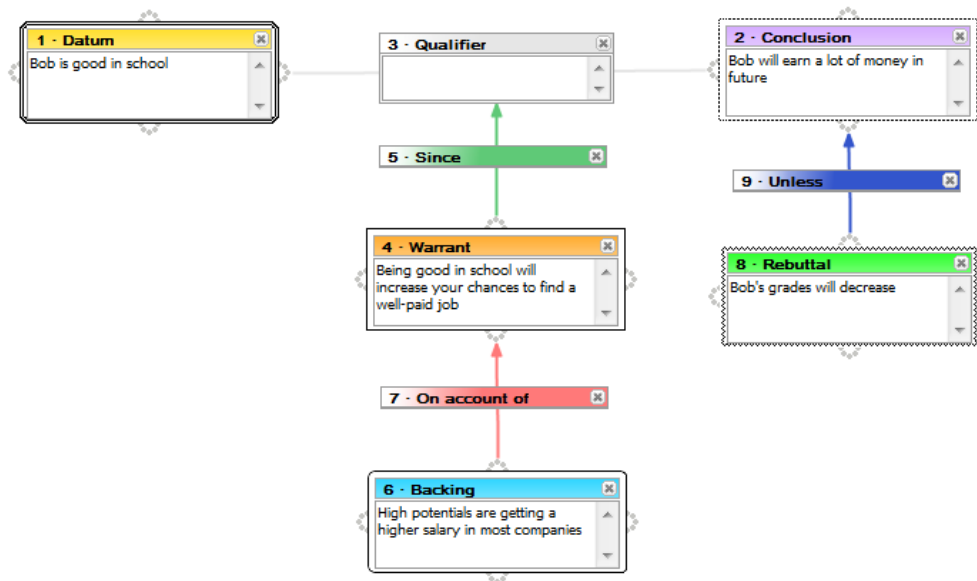 1 - Datum
Bob is good in school
3 - Qualifier
2 - Conclusion
Bob will earn a lot of money in
future
5 - Since
9 - Unless
4 - Warrant
Being good in school will
increase your chances to find a
well-paid job
8 - Rebuttal
Bob's grades will decrease
7 - On account of
6 - Backing
High potentials are getting a
higher salary in most companies